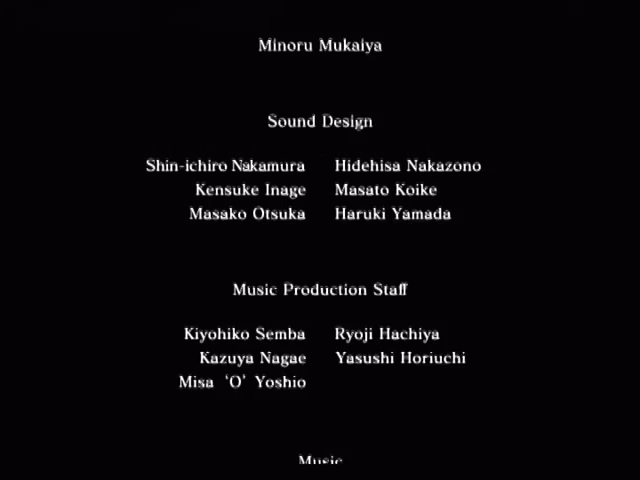 Minoru Mukaiya
Sound Design
Shin-ichiro Nakamura Hidehisa Nakazono
Kensuke Inage Masato Koike
Masako Otsuka Haruki Yamada
Music Production Staff
Kiyohiko Semba Ryoji Hachiya
Kazuya Nagae Yasushi Horiuchi
Misa 'O' Yoshio
Music